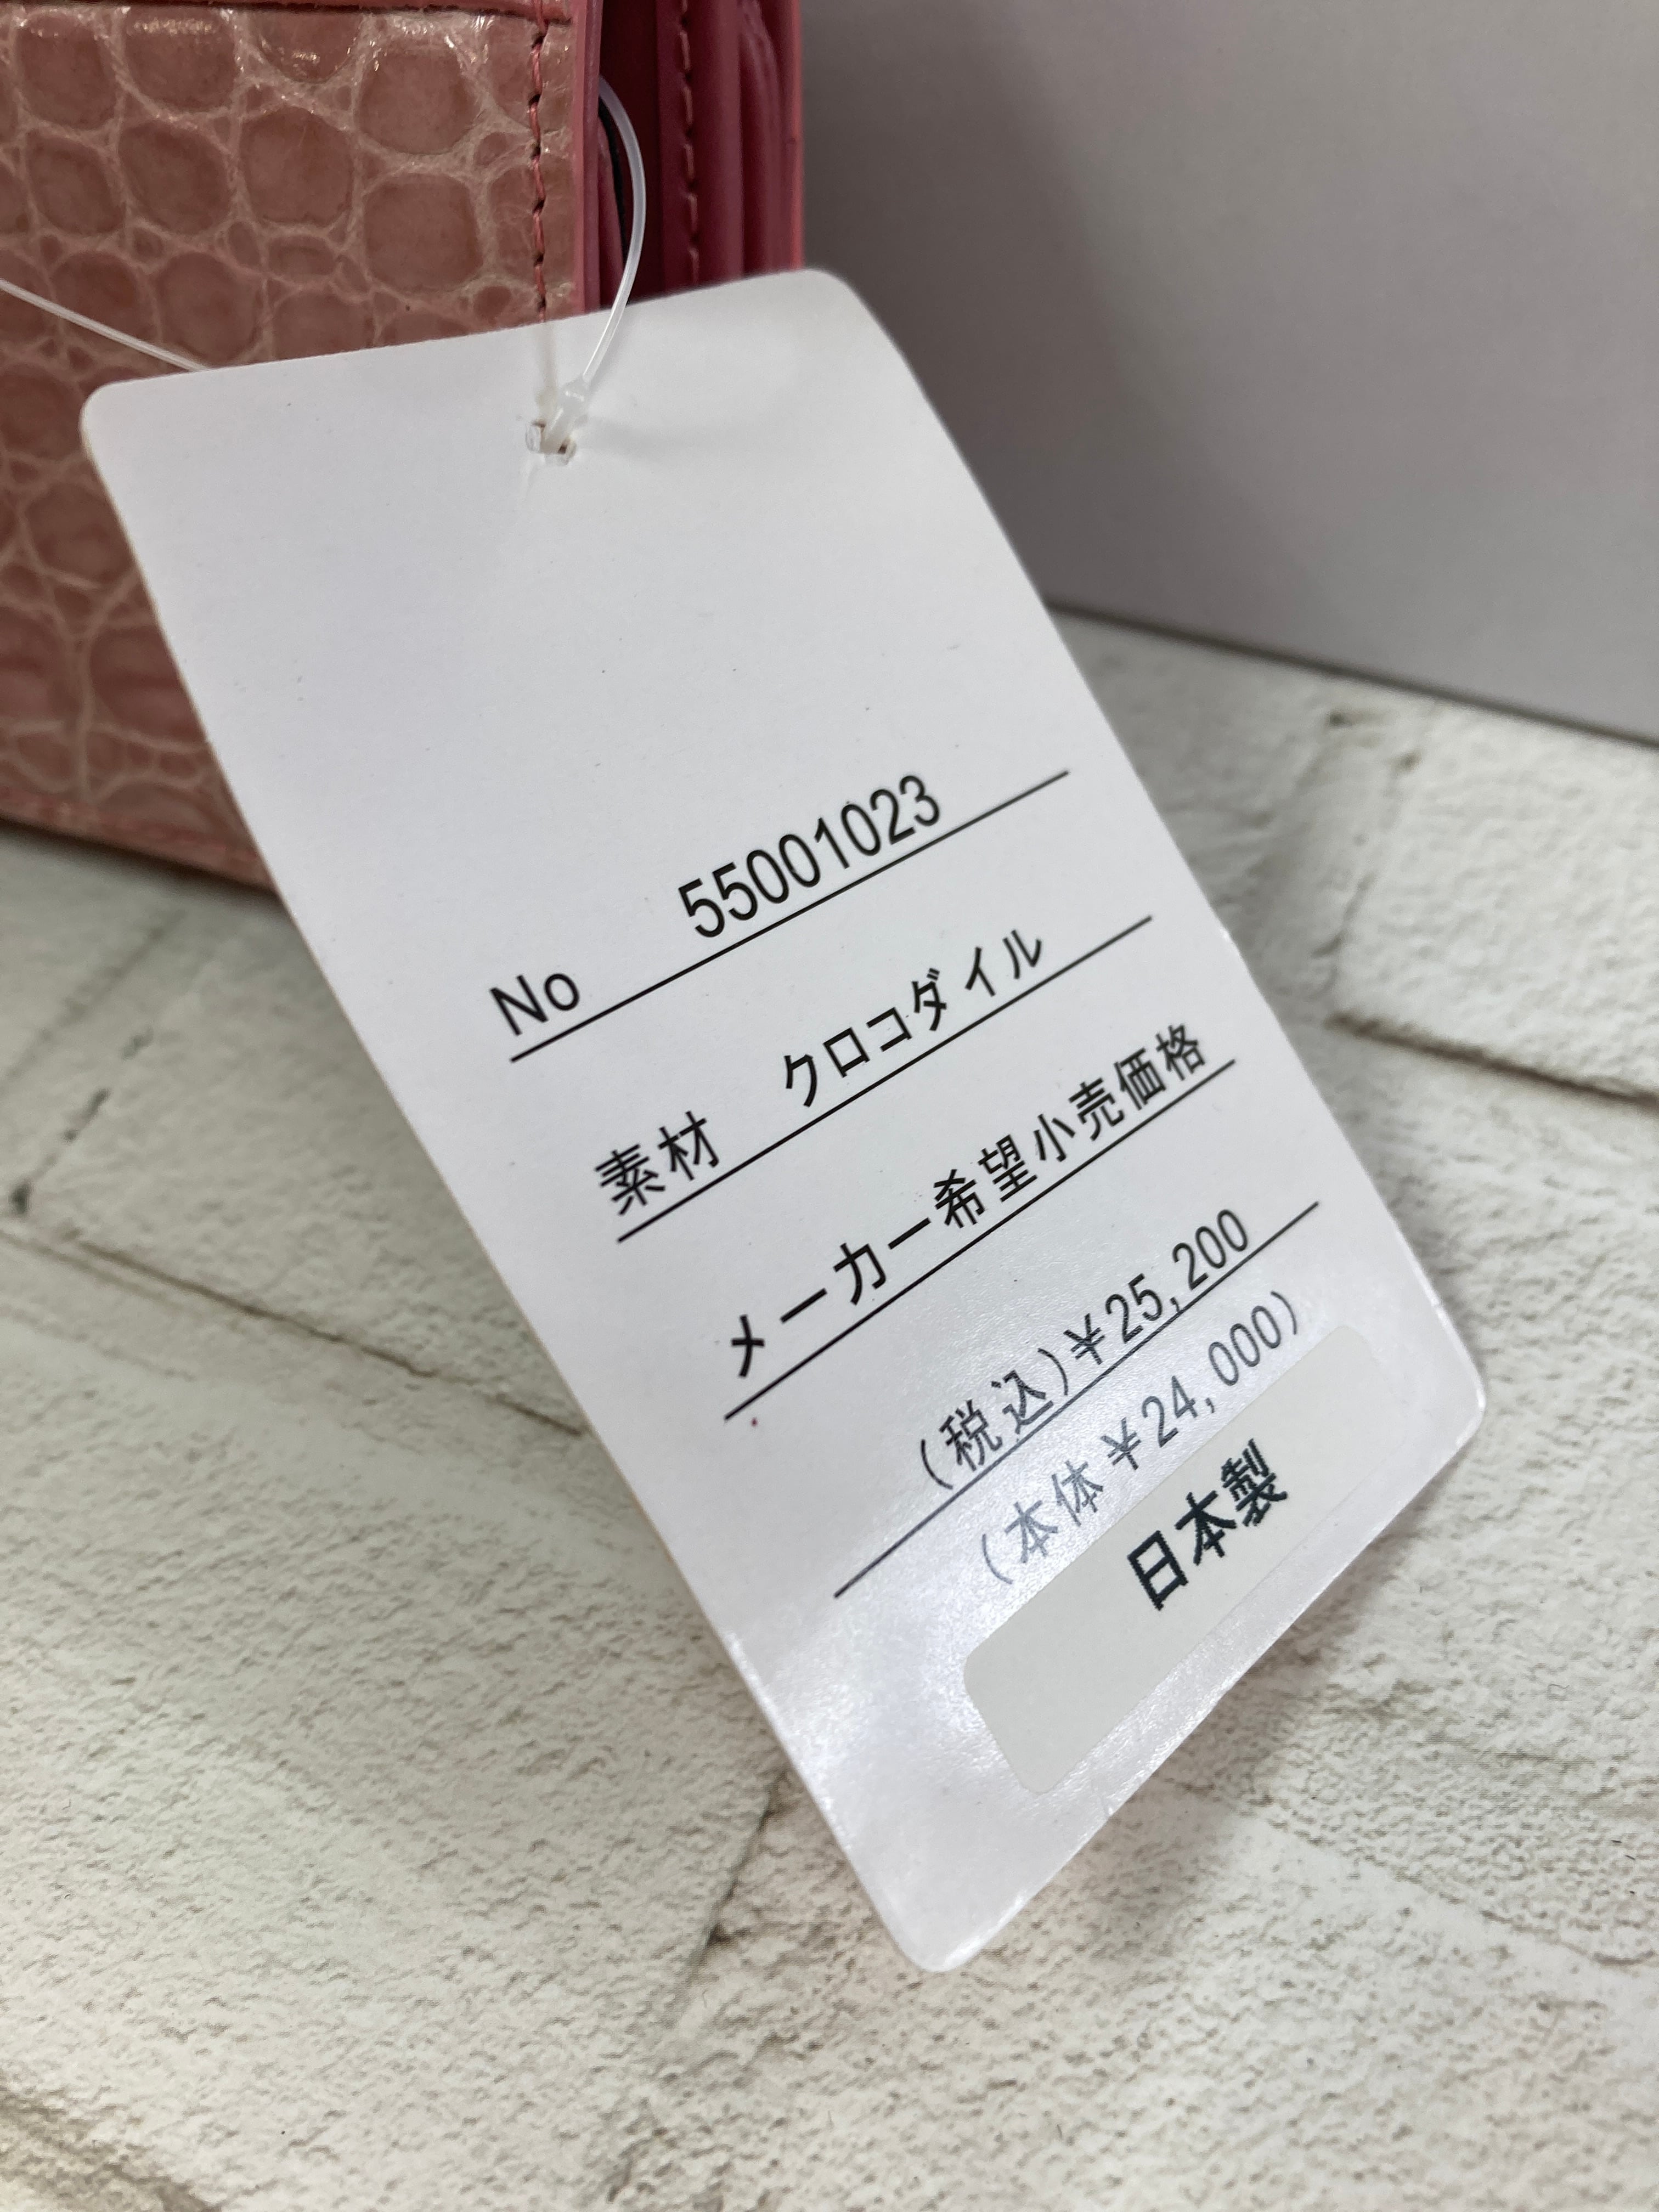 No 55001023
素材 クロコダイル
メーカー希望小売価格
(税込)¥25,200
(本体¥24,000)
日本製